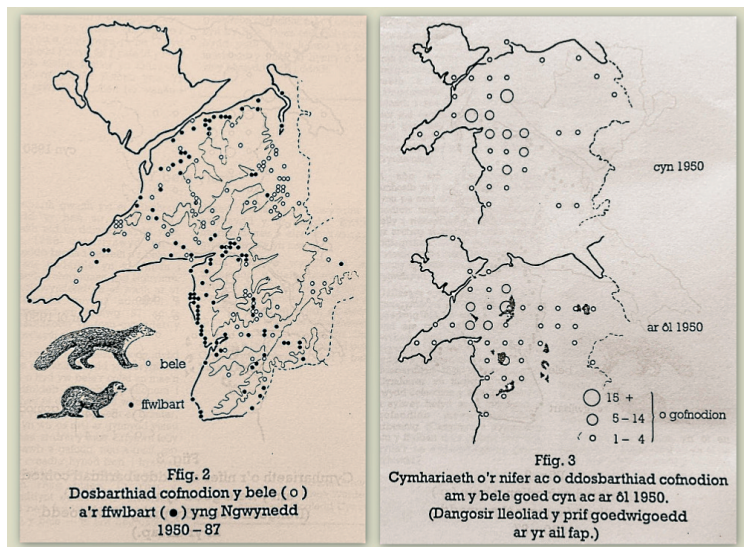 bele
ffwlbart
Ffig. 2
Dosbarthiad cofnodion y bele (○)
a'r ffwlbart (●) yng Ngwynedd
1950 – 87
cyn 1950
ar ôl 1950
15 +
5 – 14
1 – 4
o gofnodion
Ffig. 3
Cymhariaeth o'r nifer ac o ddosbarthiad cofnodion
am y bele goed cyn ac ar ôl 1950.
(Dangosir lleoliad y prif goedwigoedd
ar yr ail fap.)